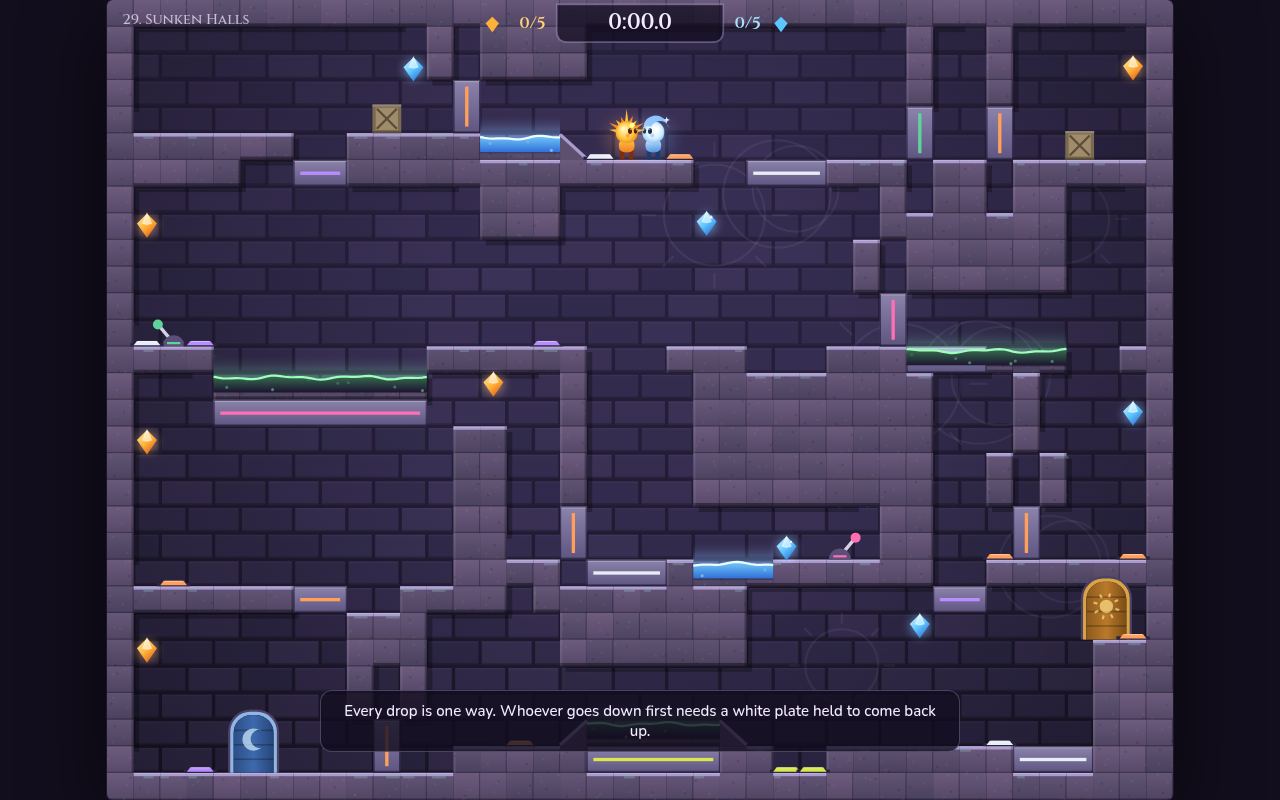 29. Sunken Halls
0/5
0:00.0
0/5
Every drop is one way. Whoever goes down first needs a white plate held to come back
up.